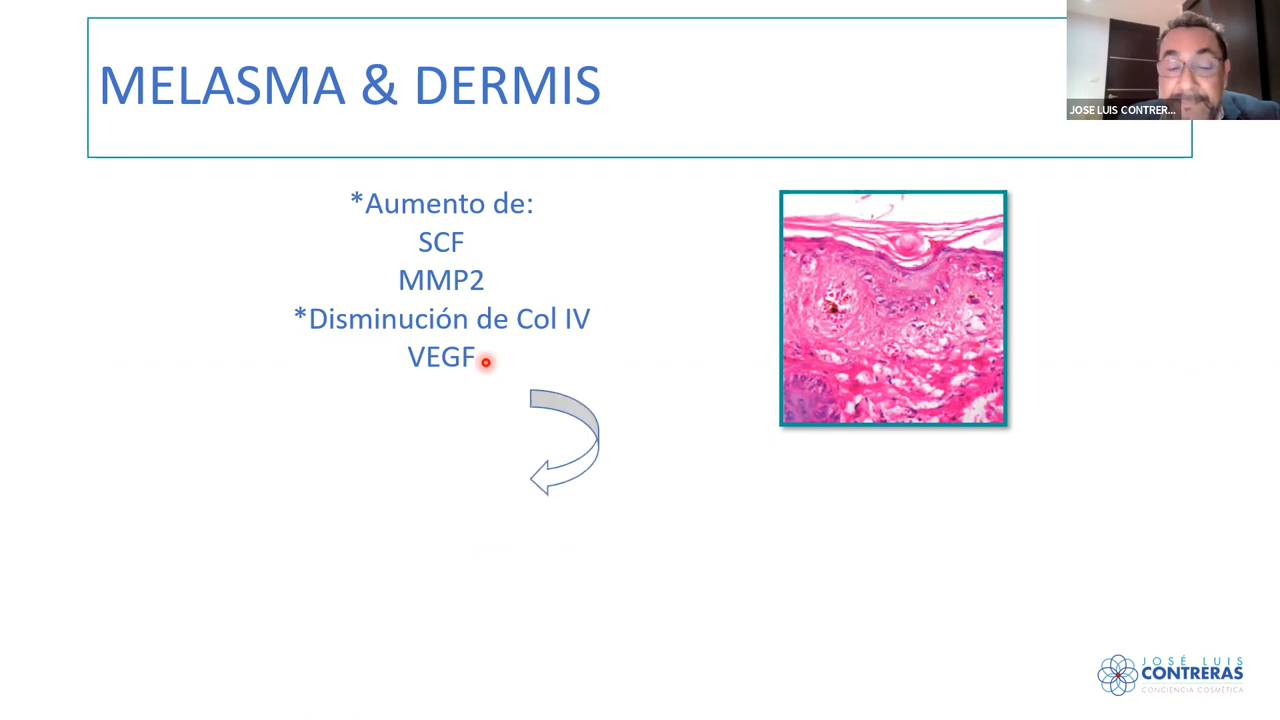 MELASMA & DERMIS
JOSE LUIS CONTRER...
*Aumento de:
SCF
MMP2
*Disminución de Col IV
VEGF
JOSÉ LUIS
CONTRERAS
CONCIENCIA COSMÉTICA